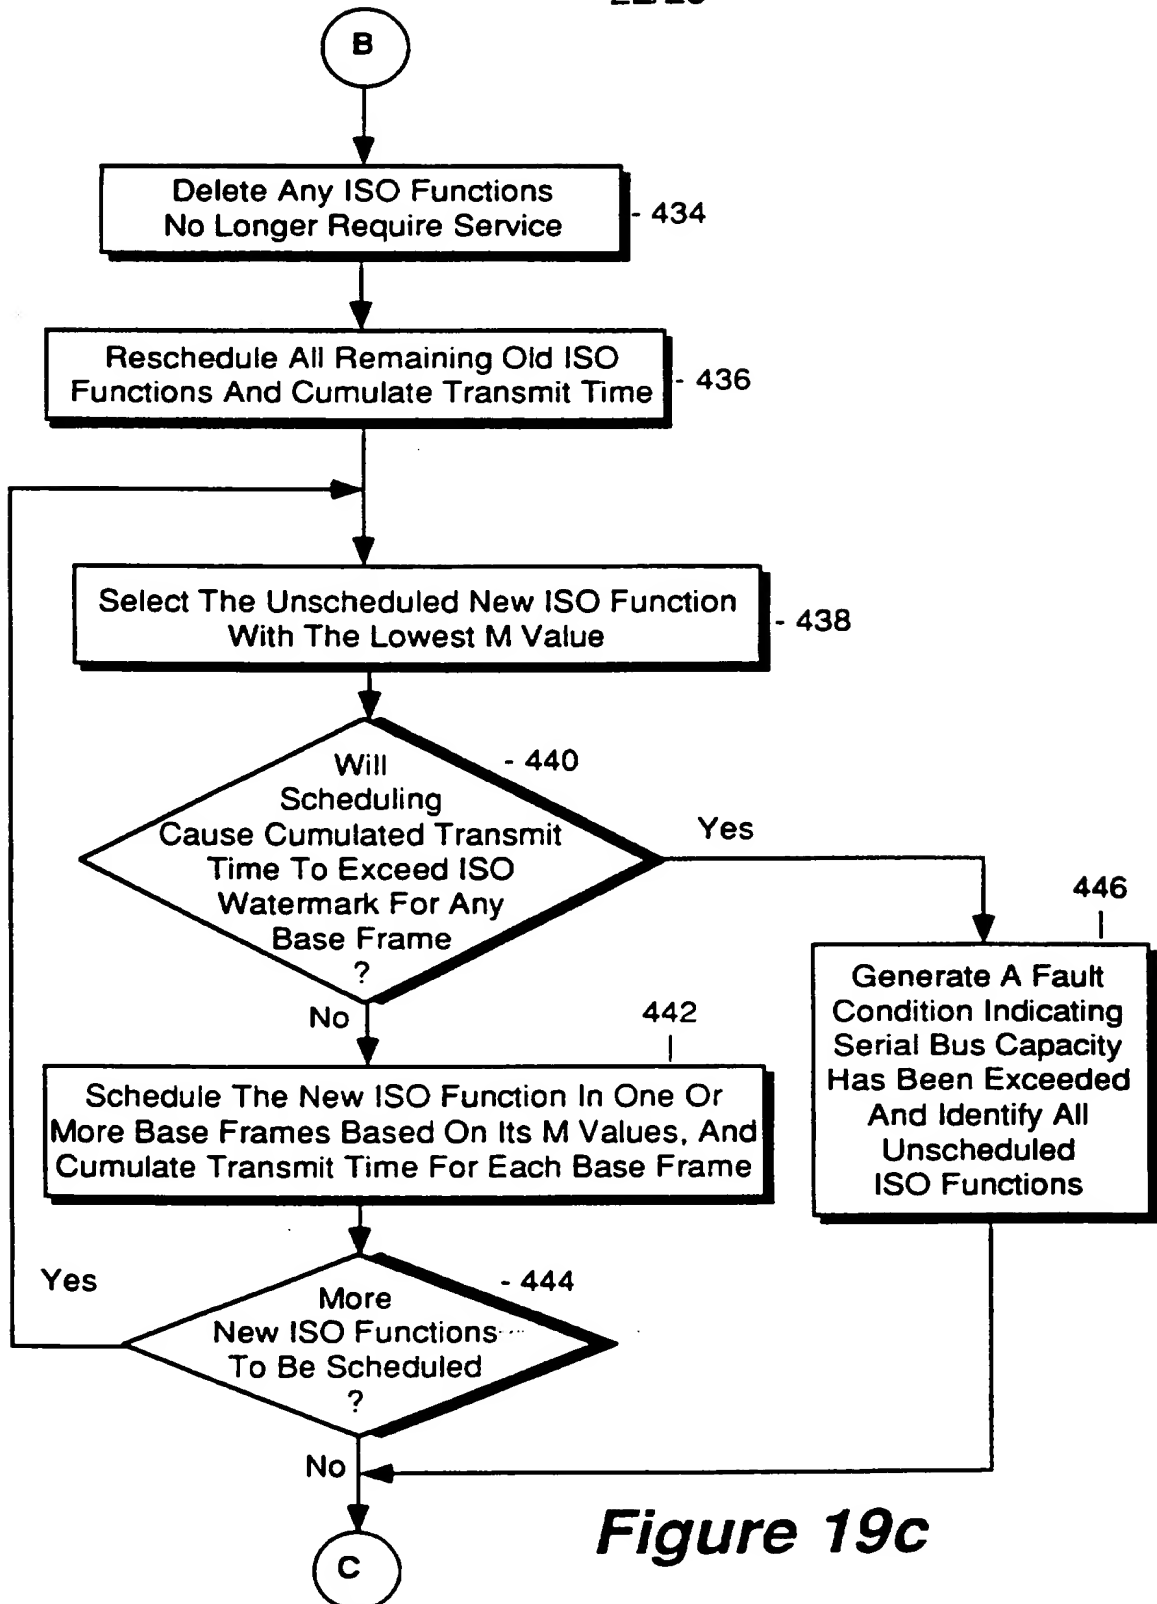 B
Delete Any ISO Functions
No Longer Require Service
- 434
Reschedule All Remaining Old ISO
Functions And Cumulate Transmit Time
- 436
Select The Unscheduled New ISO Function
With The Lowest M Value
- 438
Will
Scheduling
Cause Cumulated Transmit
Time To Exceed ISO
Watermark For Any
Base Frame
?
- 440
Yes
446
Generate A Fault
Condition Indicating
Serial Bus Capacity
Has Been Exceeded
And Identify All
Unscheduled
ISO Functions
No
442
Schedule The New ISO Function In One Or
More Base Frames Based On Its M Values, And
Cumulate Transmit Time For Each Base Frame
Yes
- 444
More
New ISO Functions
To Be Scheduled
?
No
C
Figure 19c